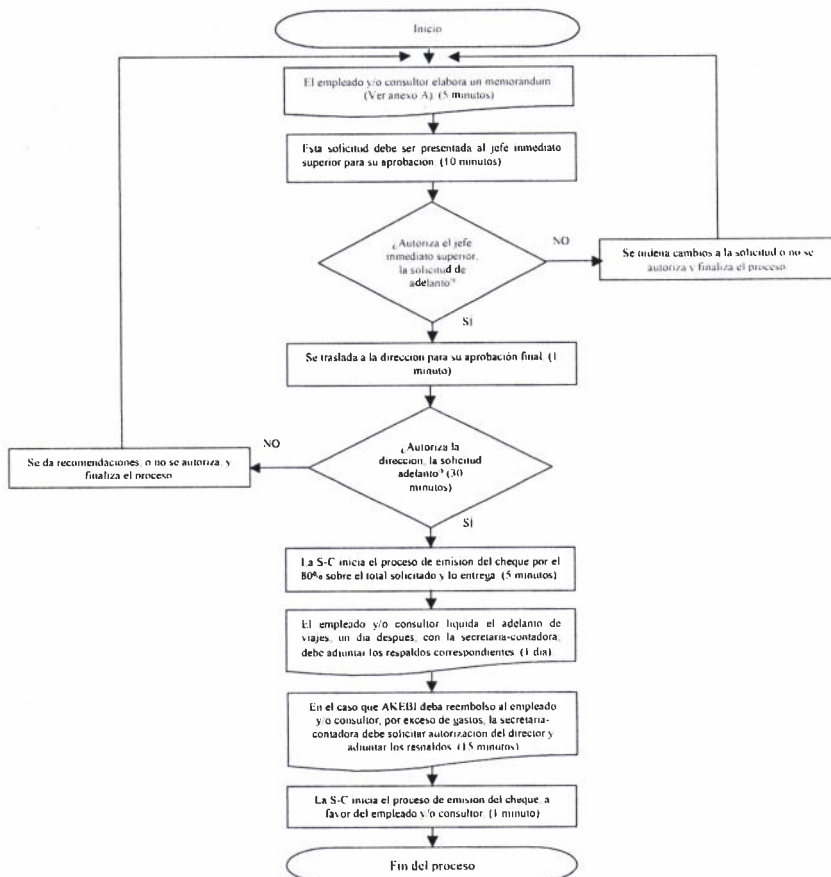 Inicio
El empleado y/o consultor elabora un memorandum
(Ver anexo A) (5 minutos)
Esta solicitud debe ser presentada al jefe inmediato
superior para su aprobacion (10 minutos)
¿Autoriza el jefe
inmediato superior,
la solicitud de
adelanto?
NO
Se ordena cambios a la solicitud o no se
autoriza y finaliza el proceso
SÍ
Se traslada a la direccion para su aprobación final (1
minuto)
¿Autoriza la
direccion, la solicitud
adelanto? (30
minutos)
NO
Se da recomendaciones, o no se autoriza, y
finaliza el proceso
SÍ
La S-C inicia el proceso de emision del cheque por el
80% sobre el total solicitado y lo entrega (5 minutos)
El empleado y/o consultor liquida el adelanto de
viajes, un dia despues, con la secretaria-contadora,
debe adjuntar los respaldos correspondientes (1 dia)
En el caso que AKEBI deba reembolso al empleado
y/o consultor, por exceso de gastos, la secretaria-
contadora debe solicitar autorización del director y
adjuntar los respaldos (15 minutos)
La S-C inicia el proceso de emision del cheque, a
favor del empleado y/o consultor (1 minuto)
Fin del proceso